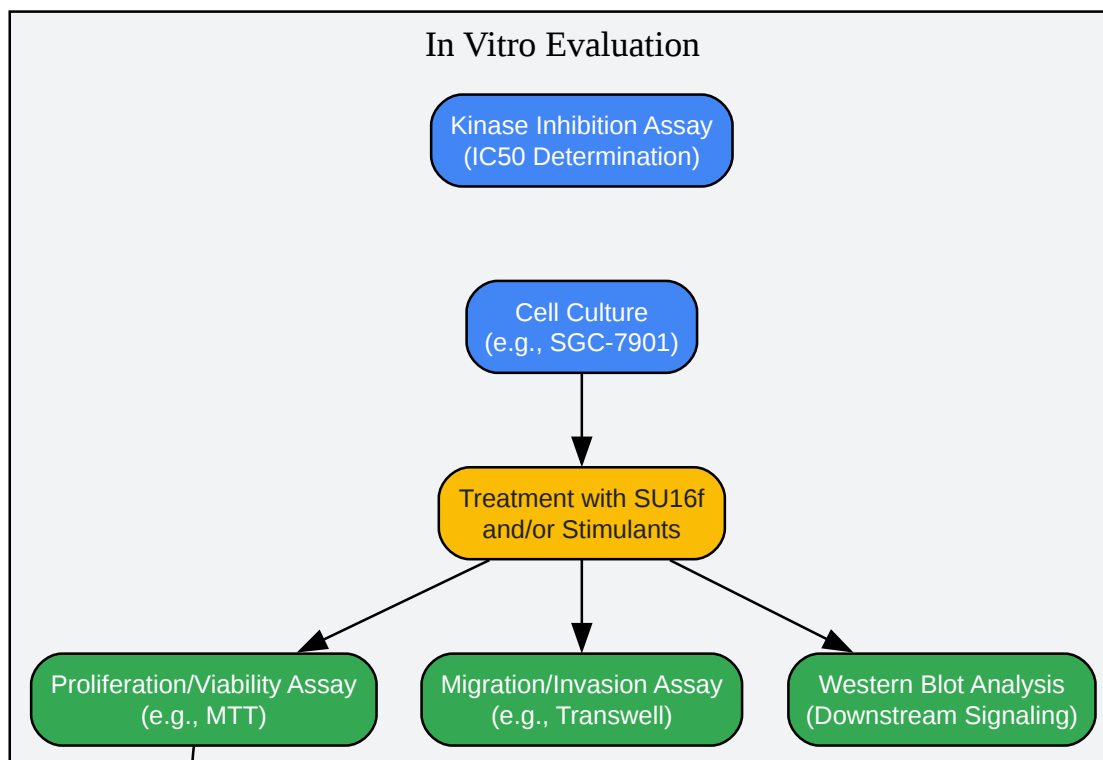 In Vitro Evaluation
Kinase Inhibition Assay
(IC50 Determination)
Cell Culture
(e.g., SGC-7901)
Treatment with SU16f
and/or Stimulants
Proliferation/Viability Assay
(e.g., MTT)
Migration/Invasion Assay
(e.g., Transwell)
Western Blot Analysis
(Downstream Signaling)